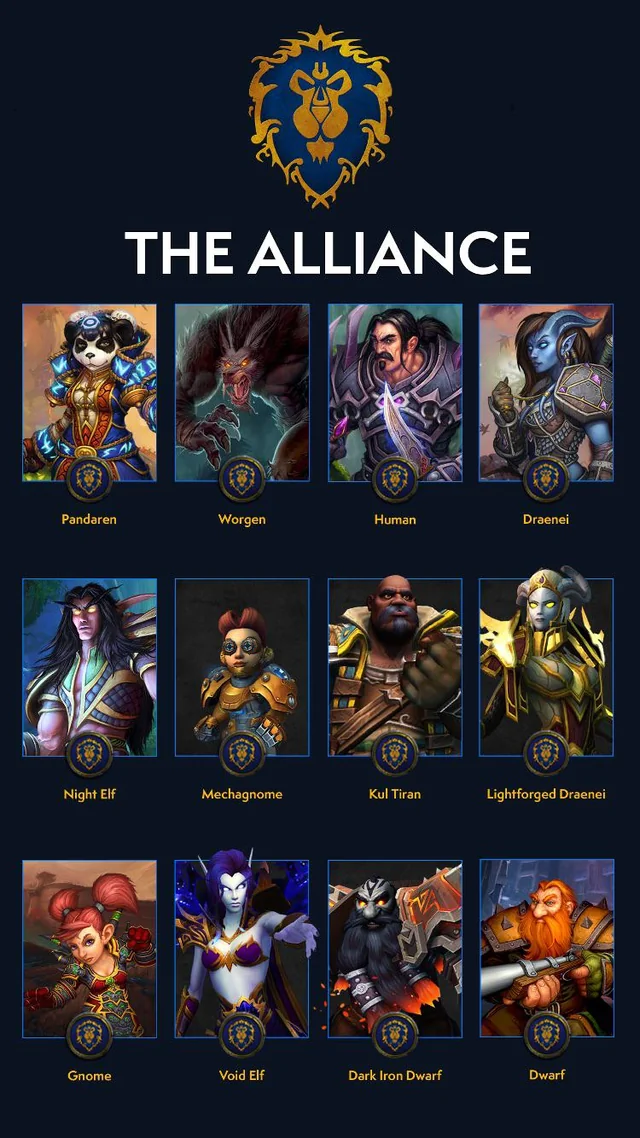 THE ALLIANCE
Pandaren
Worgen
Human
Draenei
Night Elf
Mechagnome
Kul Tiran
Lightforged Draenei
Gnome
Void Elf
Dark Iron Dwarf
Dwarf